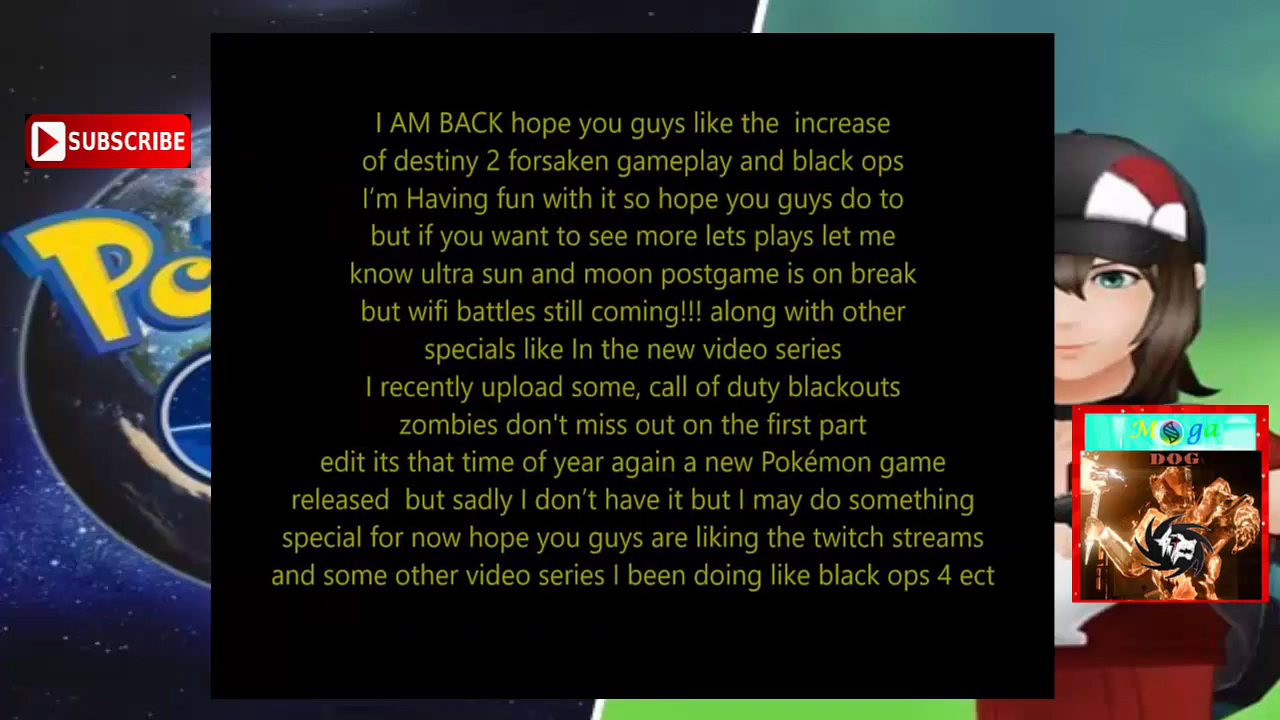 I AM BACK hope you guys like the  increase
of destiny 2 forsaken gameplay and black ops
I'm Having fun with it so hope you guys do to
but if you want to see more lets plays let me
know ultra sun and moon postgame is on break
but wifi battles still coming!!! along with other
specials like In the new video series
I recently upload some, call of duty blackouts
zombies don't miss out on the first part
edit its that time of year again a new Pokémon game
released  but sadly I don’t have it but I may do something
special for now hope you guys are liking the twitch streams
and some other video series I been doing like black ops 4 ect
SUBSCRIBE
Moga
DOG